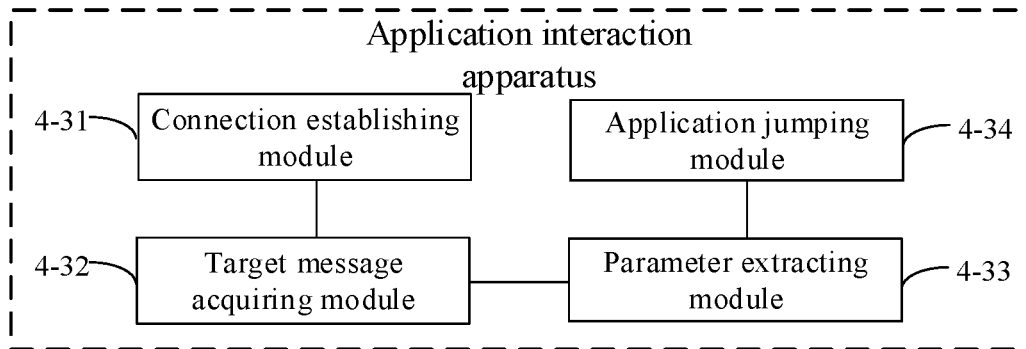 Application interaction
apparatus
4-31
Connection establishing
module
Application jumping
module
4-34
4-32
Target message
acquiring module
Parameter extracting
module
4-33